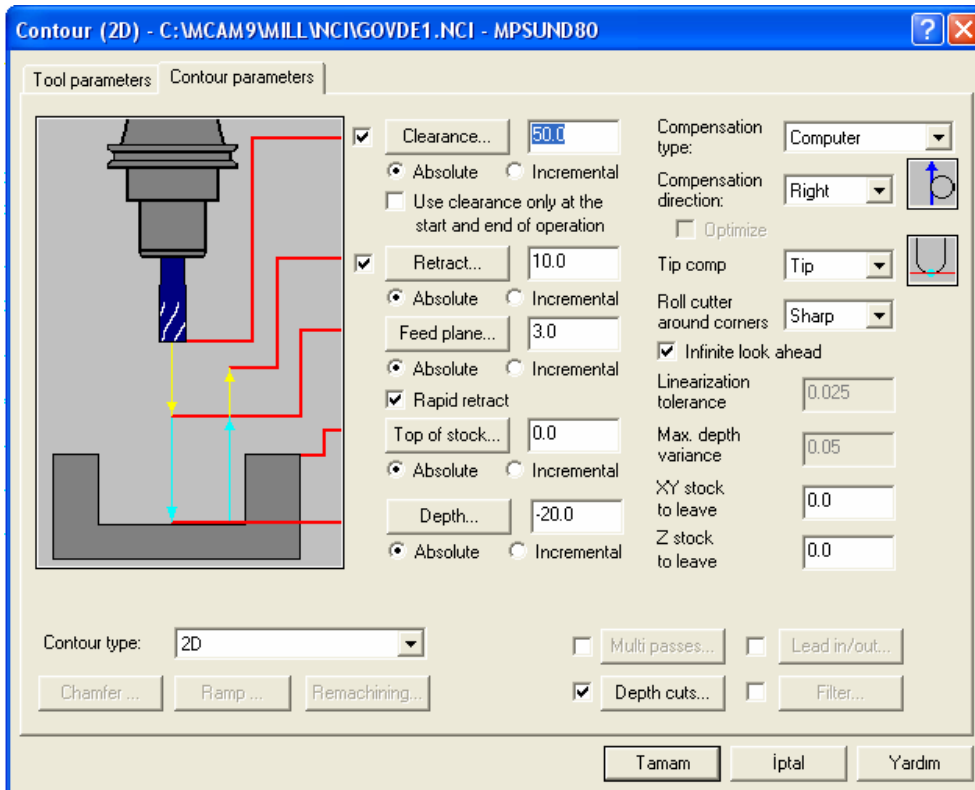 Contour (2D) - C:\MCAM9\MILL\NCI\GOVDE1.NCI - MPSUND80
Tool parameters
Contour parameters
Clearance...
50.0
Absolute
Incremental
Use clearance only at the
start and end of operation
Retract...
10.0
Absolute
Incremental
Feed plane...
3.0
Absolute
Incremental
Rapid retract
Top of stock...
0.0
Absolute
Incremental
Depth...
-20.0
Absolute
Incremental
Compensation
type:
Computer
Compensation
direction:
Right
Optimize
Tip comp
Tip
Roll cutter
around corners
Sharp
Infinite look ahead
Linearization
tolerance
0.025
Max. depth
variance
0.05
XY stock
to leave
0.0
Z stock
to leave
0.0
Contour type:
2D
Chamfer ...
Ramp ...
Remachining...
Multi passes...
Lead in/out...
Depth cuts...
Filter...
Tamam
İptal
Yardım